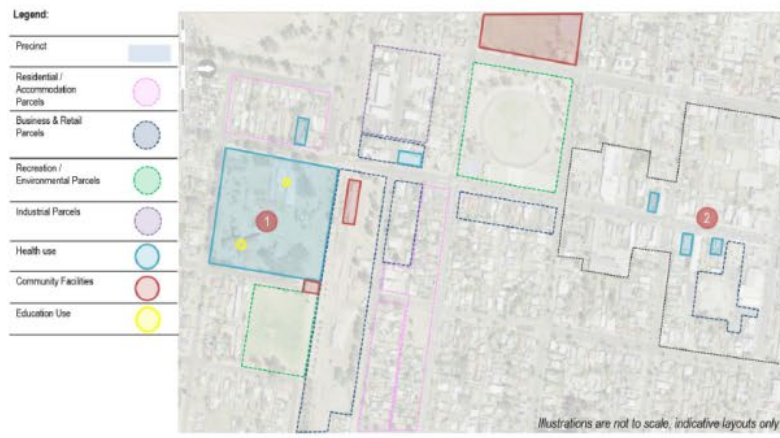 Legend:
Precinct
Residential /
Accommodation
Parcels
Business & Retail
Parcels
Recreation /
Environmental Parcels
Industrial Parcels
Health use
Community Facilities
Education Use
1
2
Illustrations are not to scale, indicative layouts only